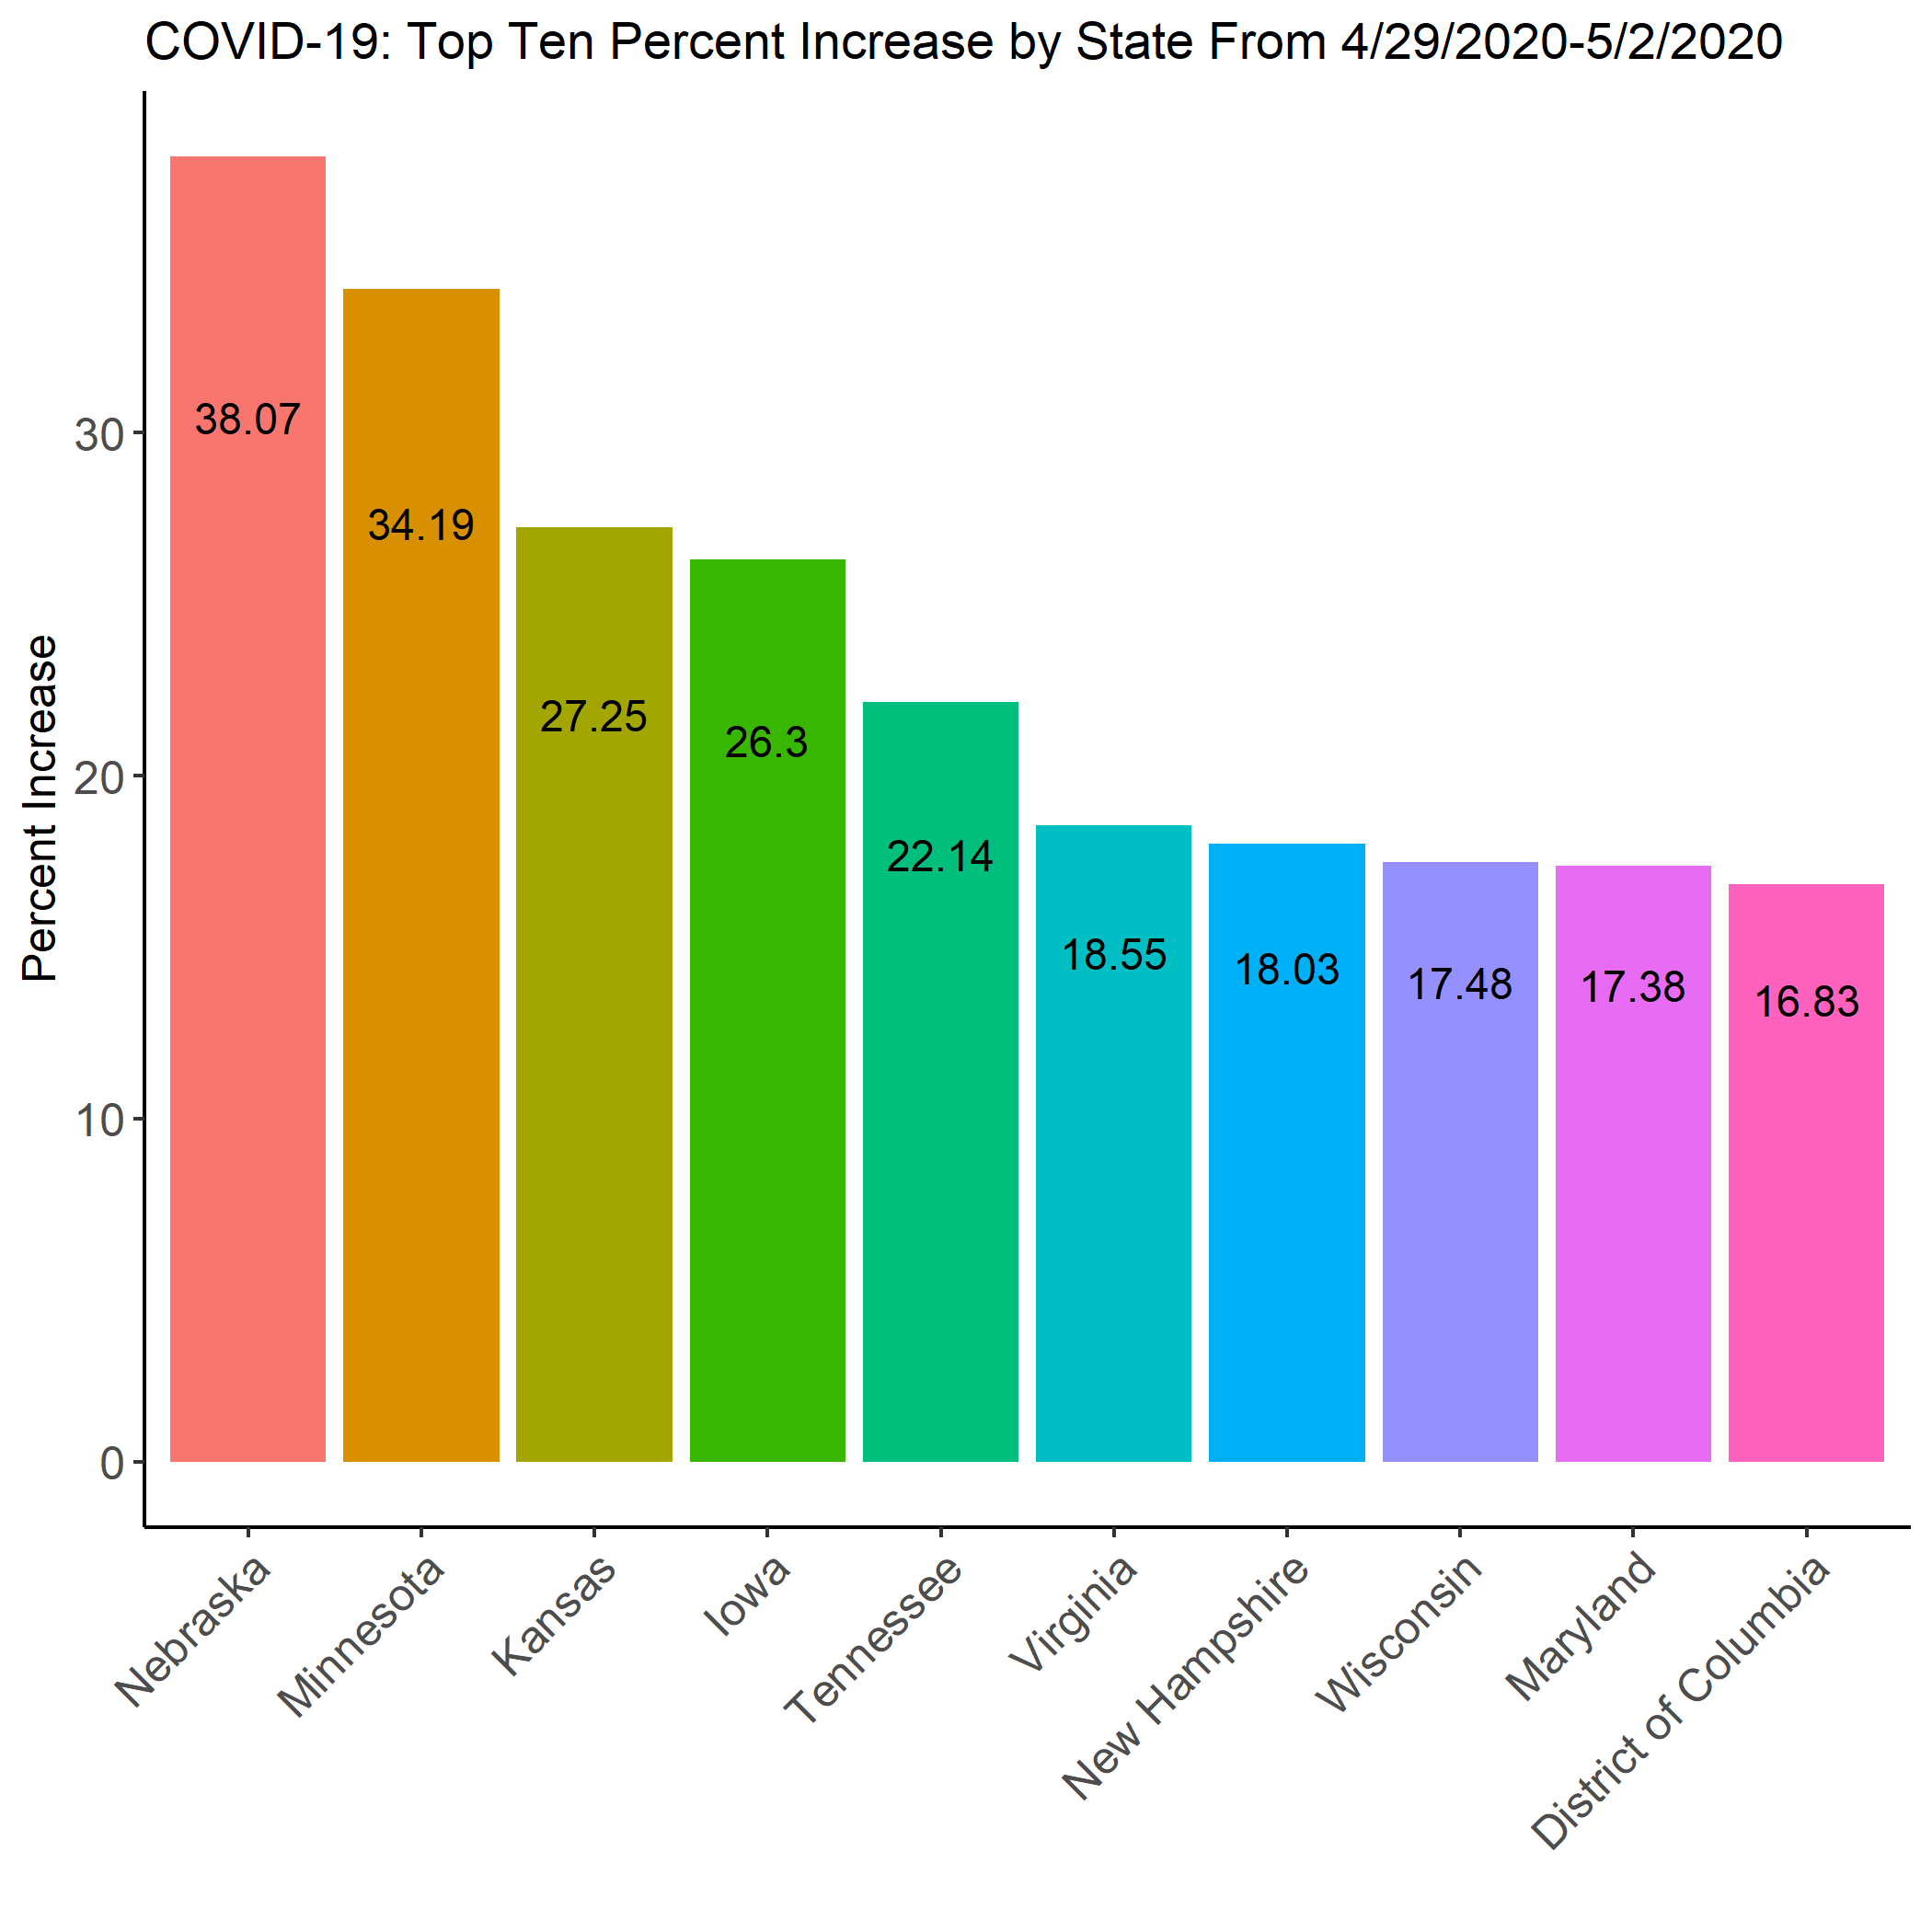 COVID-19: Top Ten Percent Increase by State From 4/29/2020-5/2/2020
Percent Increase
30
20
10
0
38.07
34.19
27.25
26.3
22.14
18.55
18.03
17.48
17.38
16.83
Nebraska
Minnesota
Kansas
Iowa
Tennessee
Virginia
New Hampshire
Wisconsin
Maryland
District of Columbia